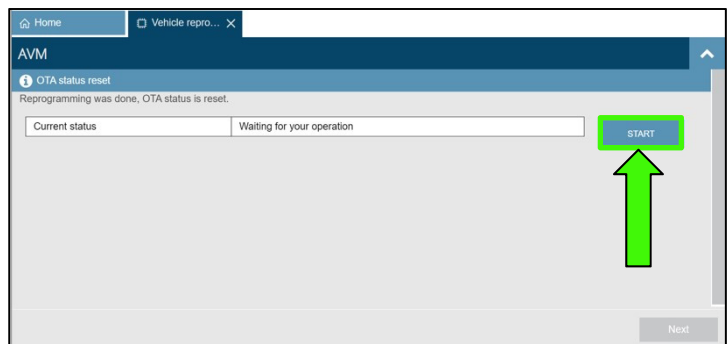 Home
Vehicle repro...
AVM
OTA status reset
Reprogramming was done, OTA status is reset.
Current status Waiting for your operation
START
Next